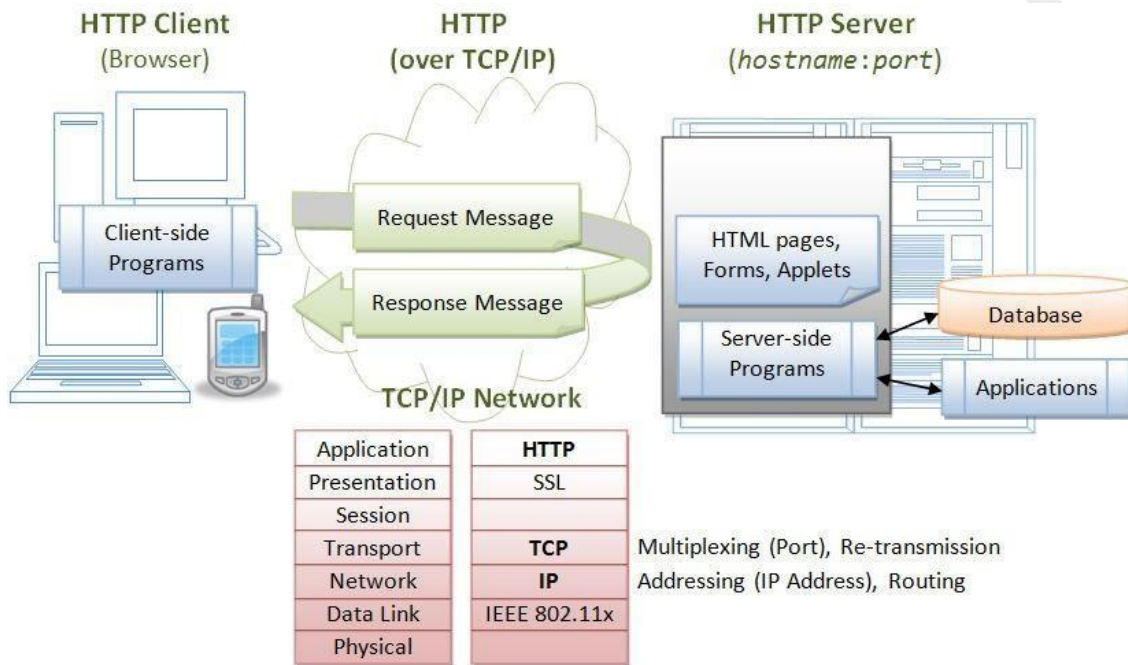 HTTP Client
(Browser)
HTTP
(over TCP/IP)
HTTP Server
(hostname:port)
Client-side
Programs
Request Message
Response Message
HTML pages,
Forms, Applets
Server-side
Programs
Database
Applications
TCP/IP Network
Application HTTP
Presentation SSL
Session
Transport TCP Multiplexing (Port), Re-transmission
Network IP Addressing (IP Address), Routing
Data Link IEEE 802.11x
Physical